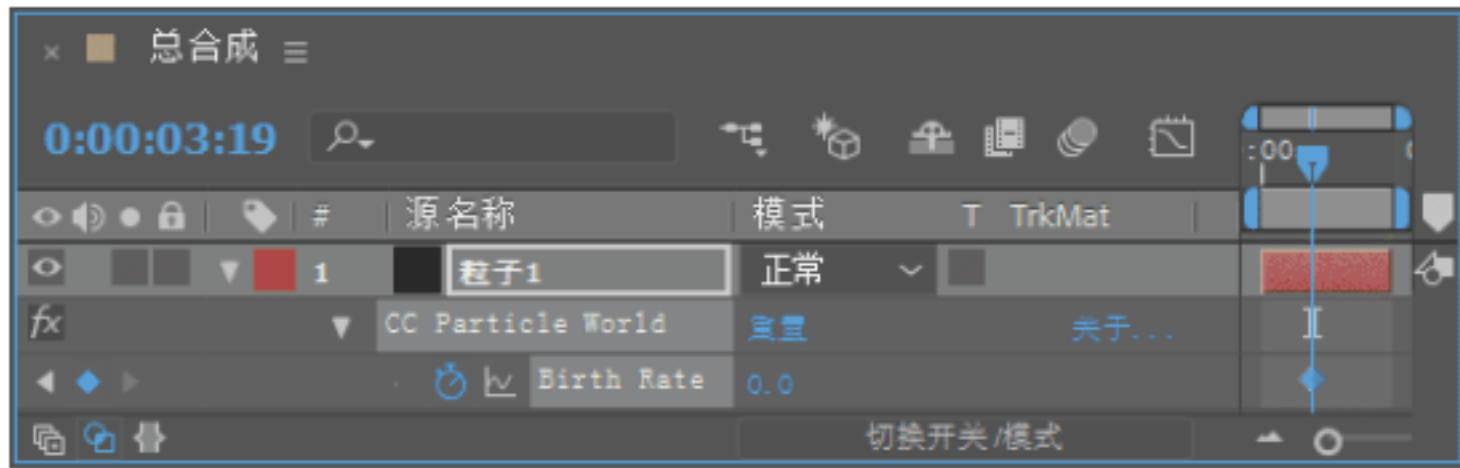 总合成
0:00:03:19
:00
# 源名称 模式 T TrkMat
1 粒子1 正常
fx CC Particle World 重置 关于...
Birth Rate 0.0
切换开关/模式